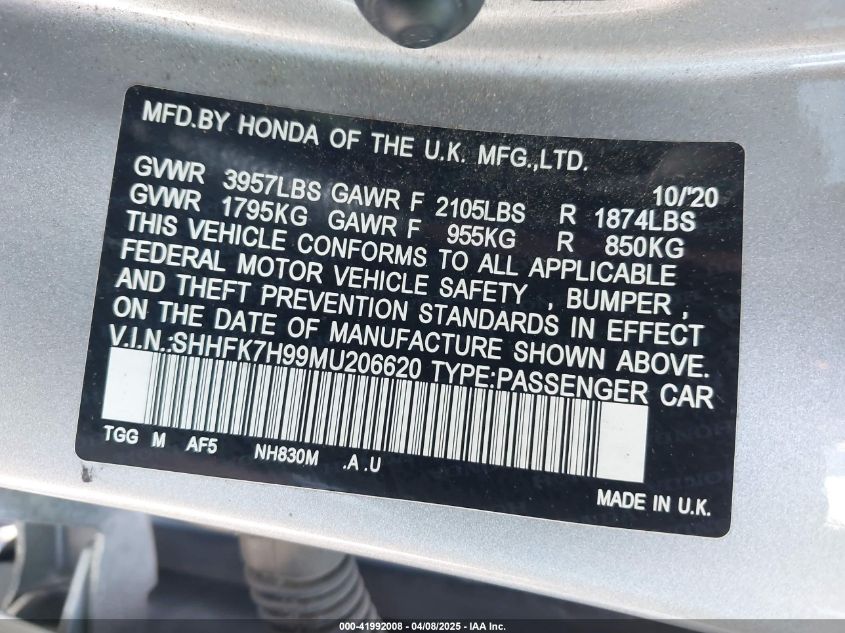 MFD.BY HONDA OF THE U.K. MFG.,LTD.
10/'20
GVWR 3957LBS GAWR F 2105LBS R 1874LBS
GVWR 1795KG GAWR F 955KG R 850KG
THIS VEHICLE CONFORMS TO ALL APPLICABLE
FEDERAL MOTOR VEHICLE SAFETY , BUMPER ,
AND THEFT PREVENTION STANDARDS IN EFFECT
ON THE DATE OF MANUFACTURE SHOWN ABOVE.
V.I.N.:SHHFK7H99MU206620 TYPE:PASSENGER CAR
TGG M AF5 NH830M .A .U
MADE IN U.K.
000-41992008 - 04/08/2025 - IAA Inc.